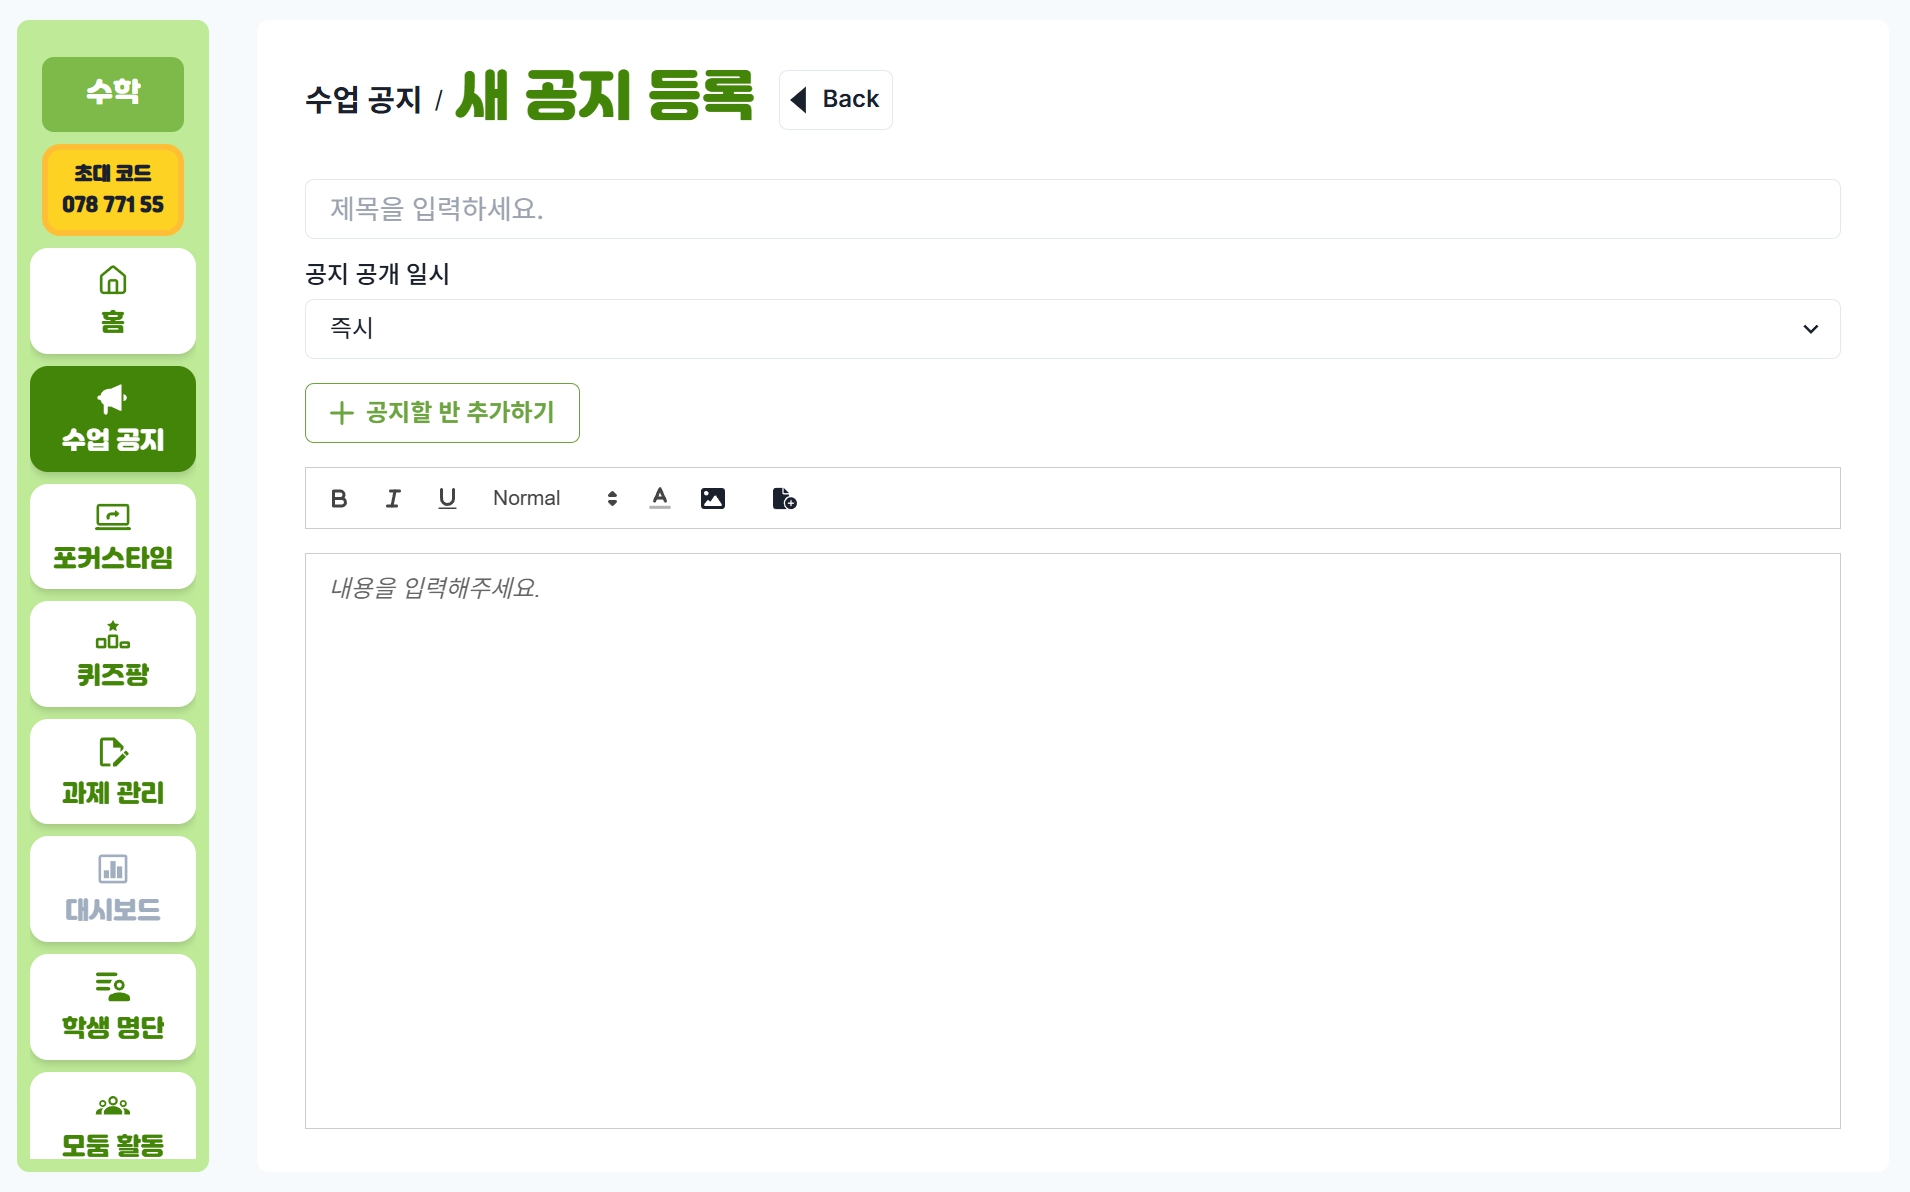 수학
초대 코드
078 771 55
홈
수업 공지
포커스타임
퀴즈팡
과제 관리
대시보드
학생 명단
모둠 활동
수업 공지 / 새 공지 등록
Back
제목을 입력하세요.
공지 공개 일시
즉시
공지할 반 추가하기
B I U Normal A
내용을 입력해주세요.